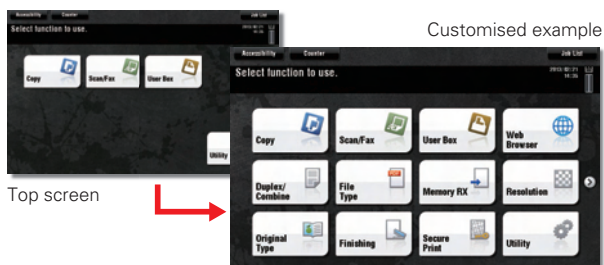 Accessibility Counter Job List
Select function to use.
Copy
Scan/Fax
User Box
Utility
Top screen
Customised example
Accessibility Counter Job List
Select function to use.
Copy
Scan/Fax
User Box
Web
Browser
Duplex/
Combine
File
Type
Memory RX
Resolution
Original
Type
Finishing
Secure
Print
Utility